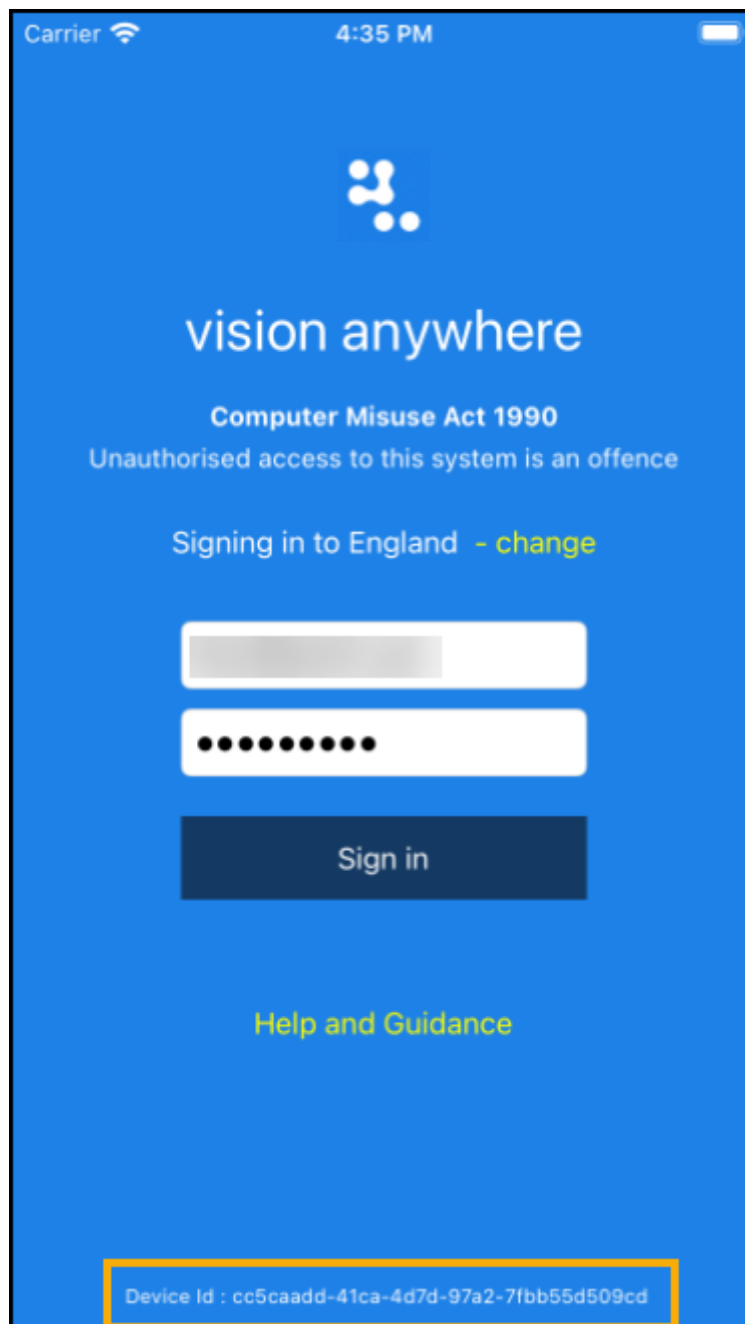 Carrier
4:35 PM
vision anywhere
Computer Misuse Act 1990
Unauthorised access to this system is an offence
Signing in to England - change
Sign in
Help and Guidance
Device Id : cc5caadd-41ca-4d7d-97a2-7fbb55d509cd